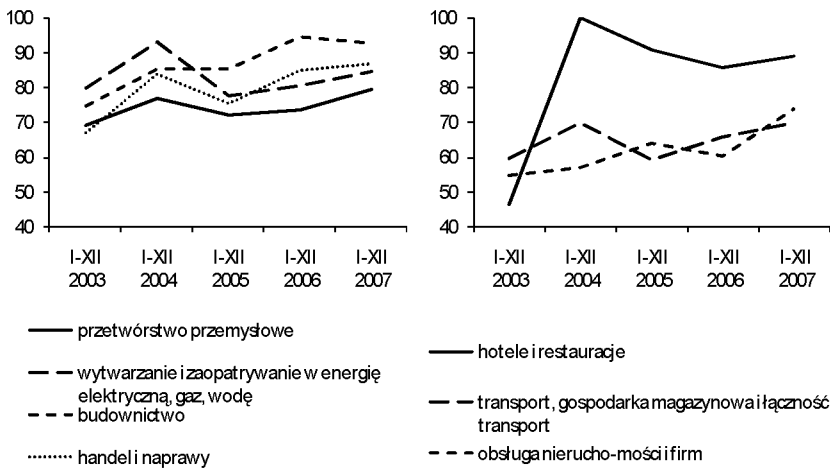 100
90
80
70
60
50
40
I-XII I-XII I-XII I-XII I-XII
2003 2004 2005 2006 2007
przetwórstwo przemysłowe
wytwarzanie i zaopatrywanie w energię
elektryczną, gaz, wodę
budownictwo
handel i naprawy
100
90
80
70
60
50
40
I-XII I-XII I-XII I-XII I-XII
2003 2004 2005 2006 2007
hotele i restauracje
transport, gospodarka magazynowa i łączność
transport
obsługa nierucho-mości i firm